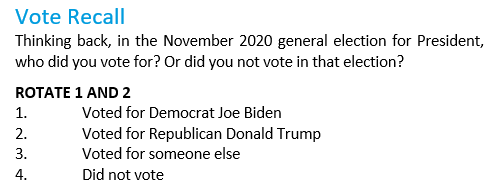 Vote Recall
Thinking back, in the November 2020 general election for President,
who did you vote for? Or did you not vote in that election?
ROTATE 1 AND 2
1. Voted for Democrat Joe Biden
2. Voted for Republican Donald Trump
3. Voted for someone else
4. Did not vote